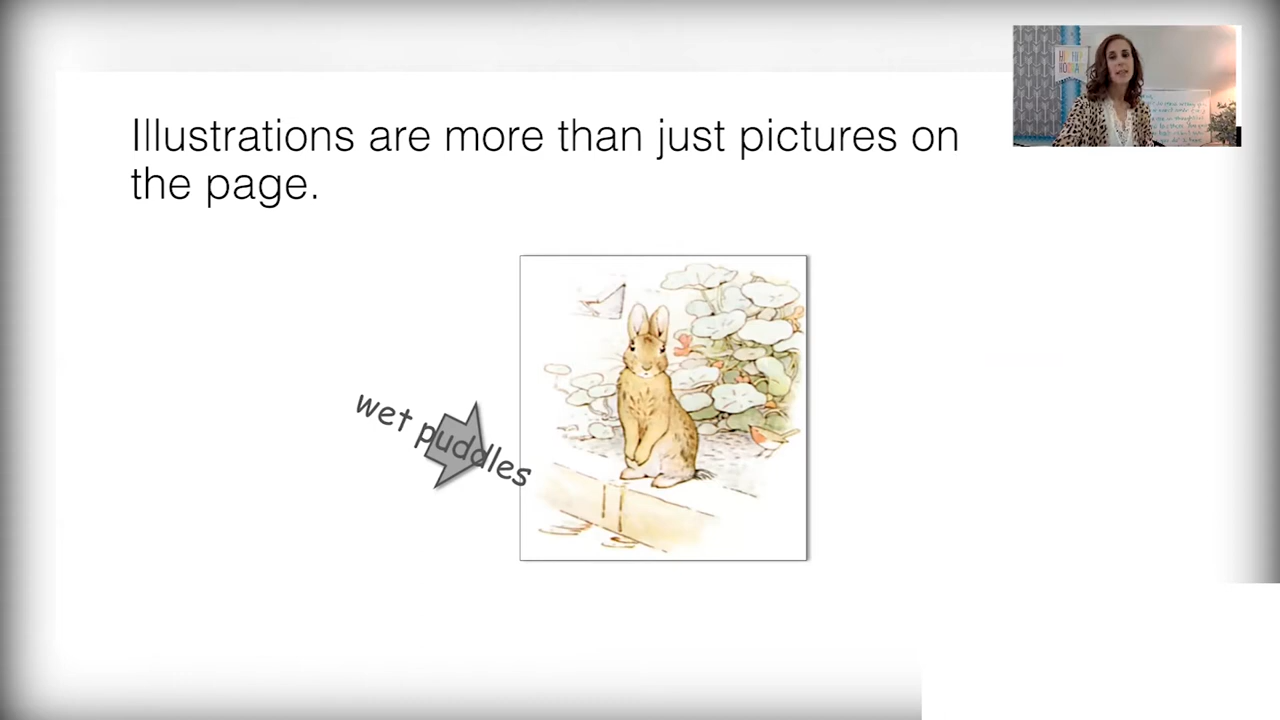 Illustrations are more than just pictures on
the page.
wet puddles